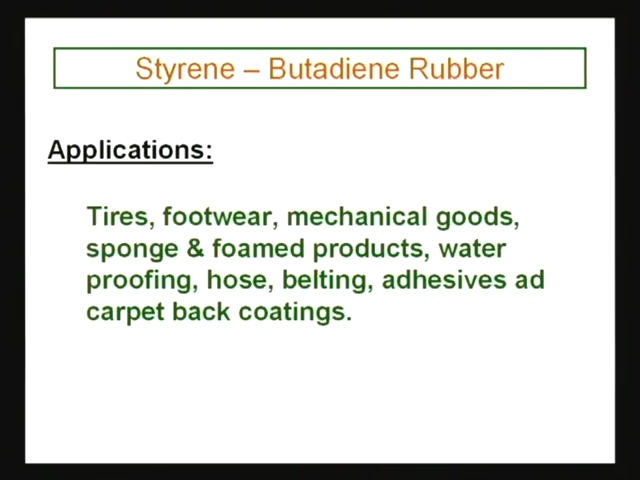 Styrene – Butadiene Rubber
Applications:
Tires, footwear, mechanical goods,
sponge & foamed products, water
proofing, hose, belting, adhesives ad
carpet back coatings.